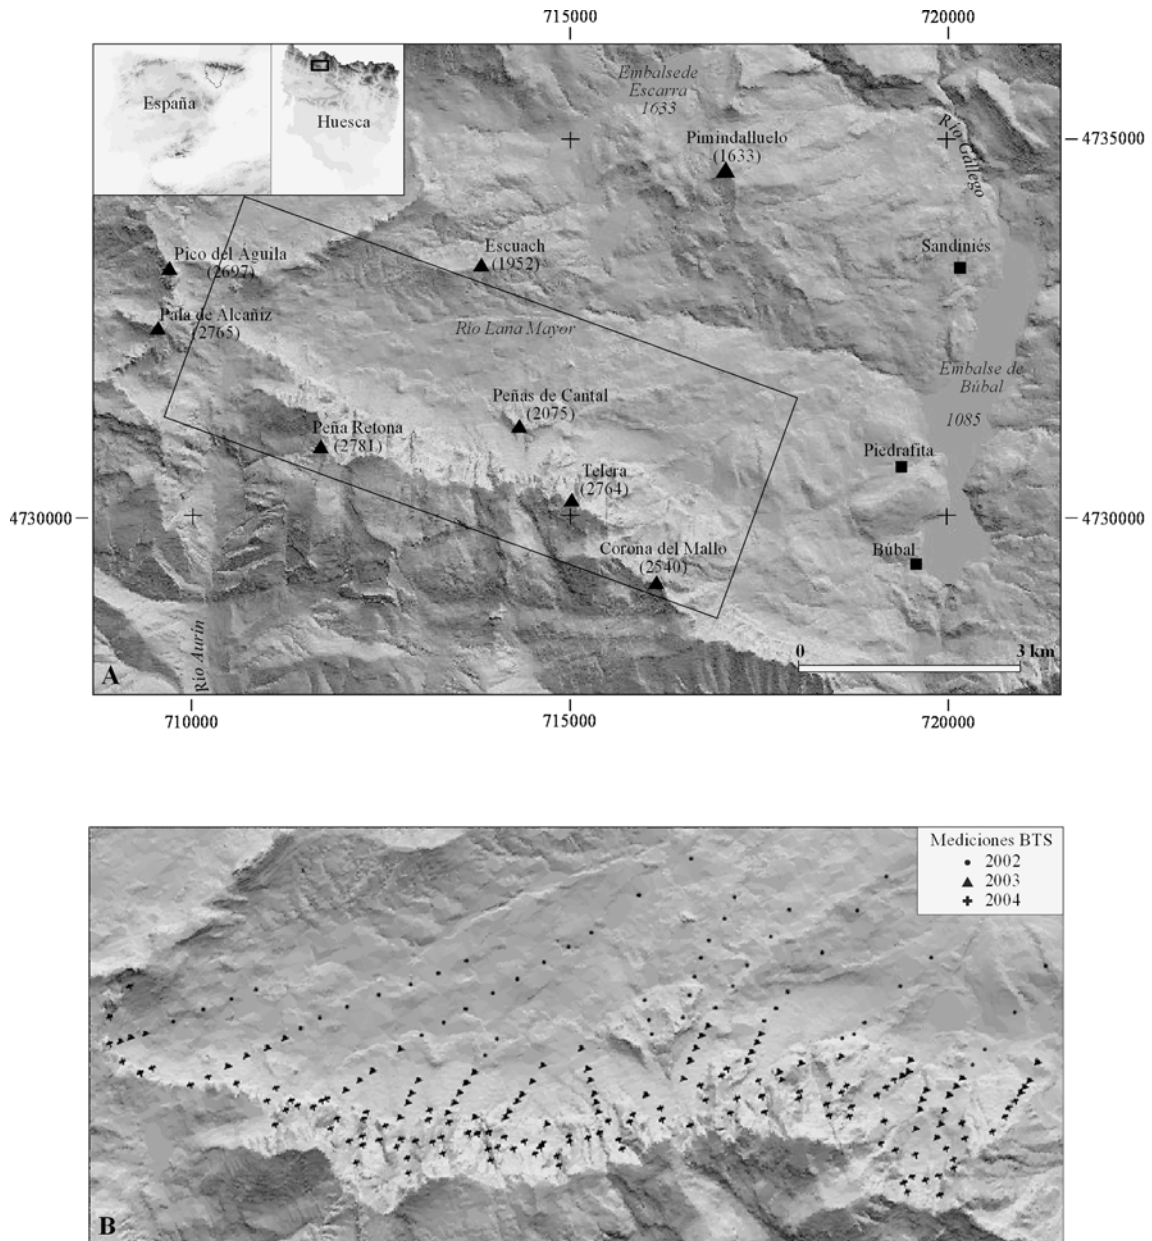 715000
720000
España
Huesca
Embalsede
Escarra
1633
Río Gállego
4735000
Pimindalluelo
(1633)
Pico del Águila
(2697)
Escuach
(1952)
Sandiniés
Pala de Alcañiz
(2765)
Río Lana Mayor
Embalse de
Búbal
1085
Peñas de Cantal
(2075)
Peña Retona
(2781)
Piedrafita
Telera
(2764)
4730000
4730000
Corona del Mallo
(2540)
Búbal
Río Aurín
0
3 km
A
710000
715000
720000
Mediciones BTS
2002
2003
2004
B